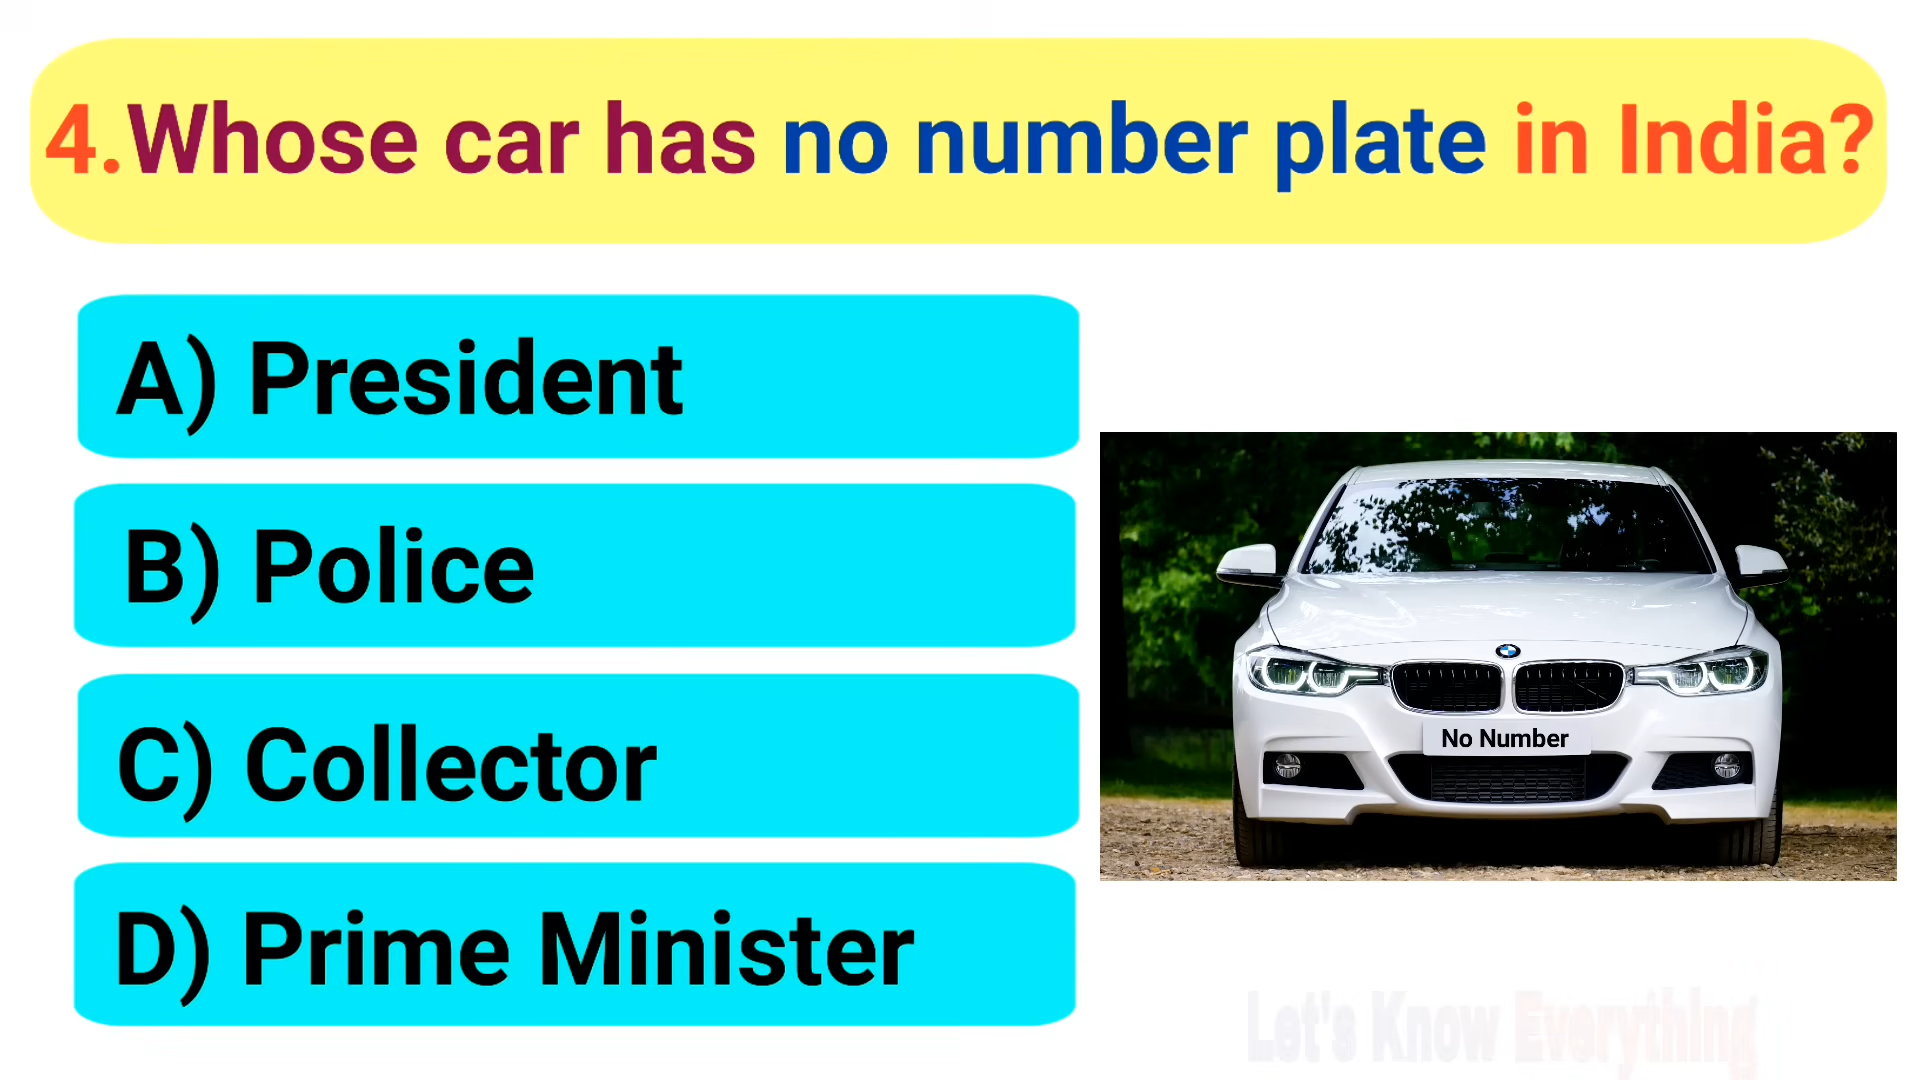 4.Whose car has no number plate in India?
A) President
B) Police
C) Collector
D) Prime Minister
No Number
Let's Know Everything